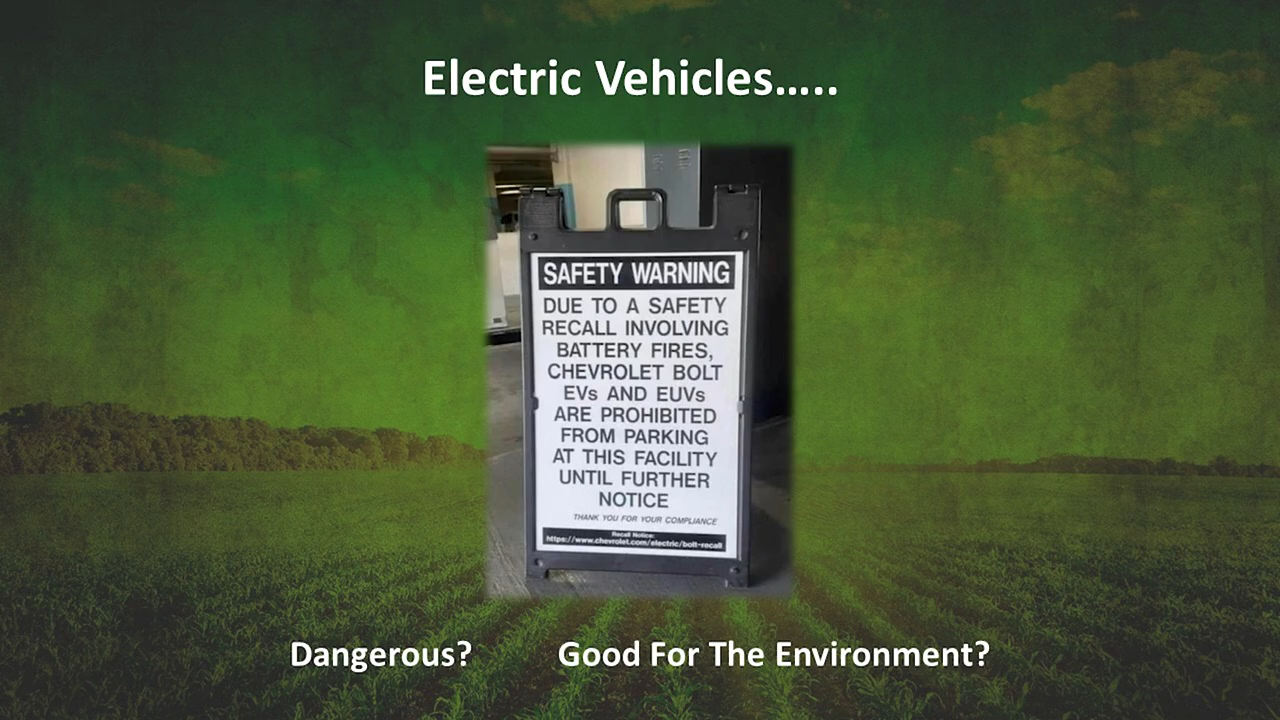 Electric Vehicles…..
SAFETY WARNING
DUE TO A SAFETY
RECALL INVOLVING
BATTERY FIRES,
CHEVROLET BOLT
EVs AND EUVs
ARE PROHIBITED
FROM PARKING
AT THIS FACILITY
UNTIL FURTHER
NOTICE
THANK YOU FOR YOUR COMPLIANCE
Recall Notice:
https://www.chevrolet.com/electric/bolt-recall
Dangerous? Good For The Environment?